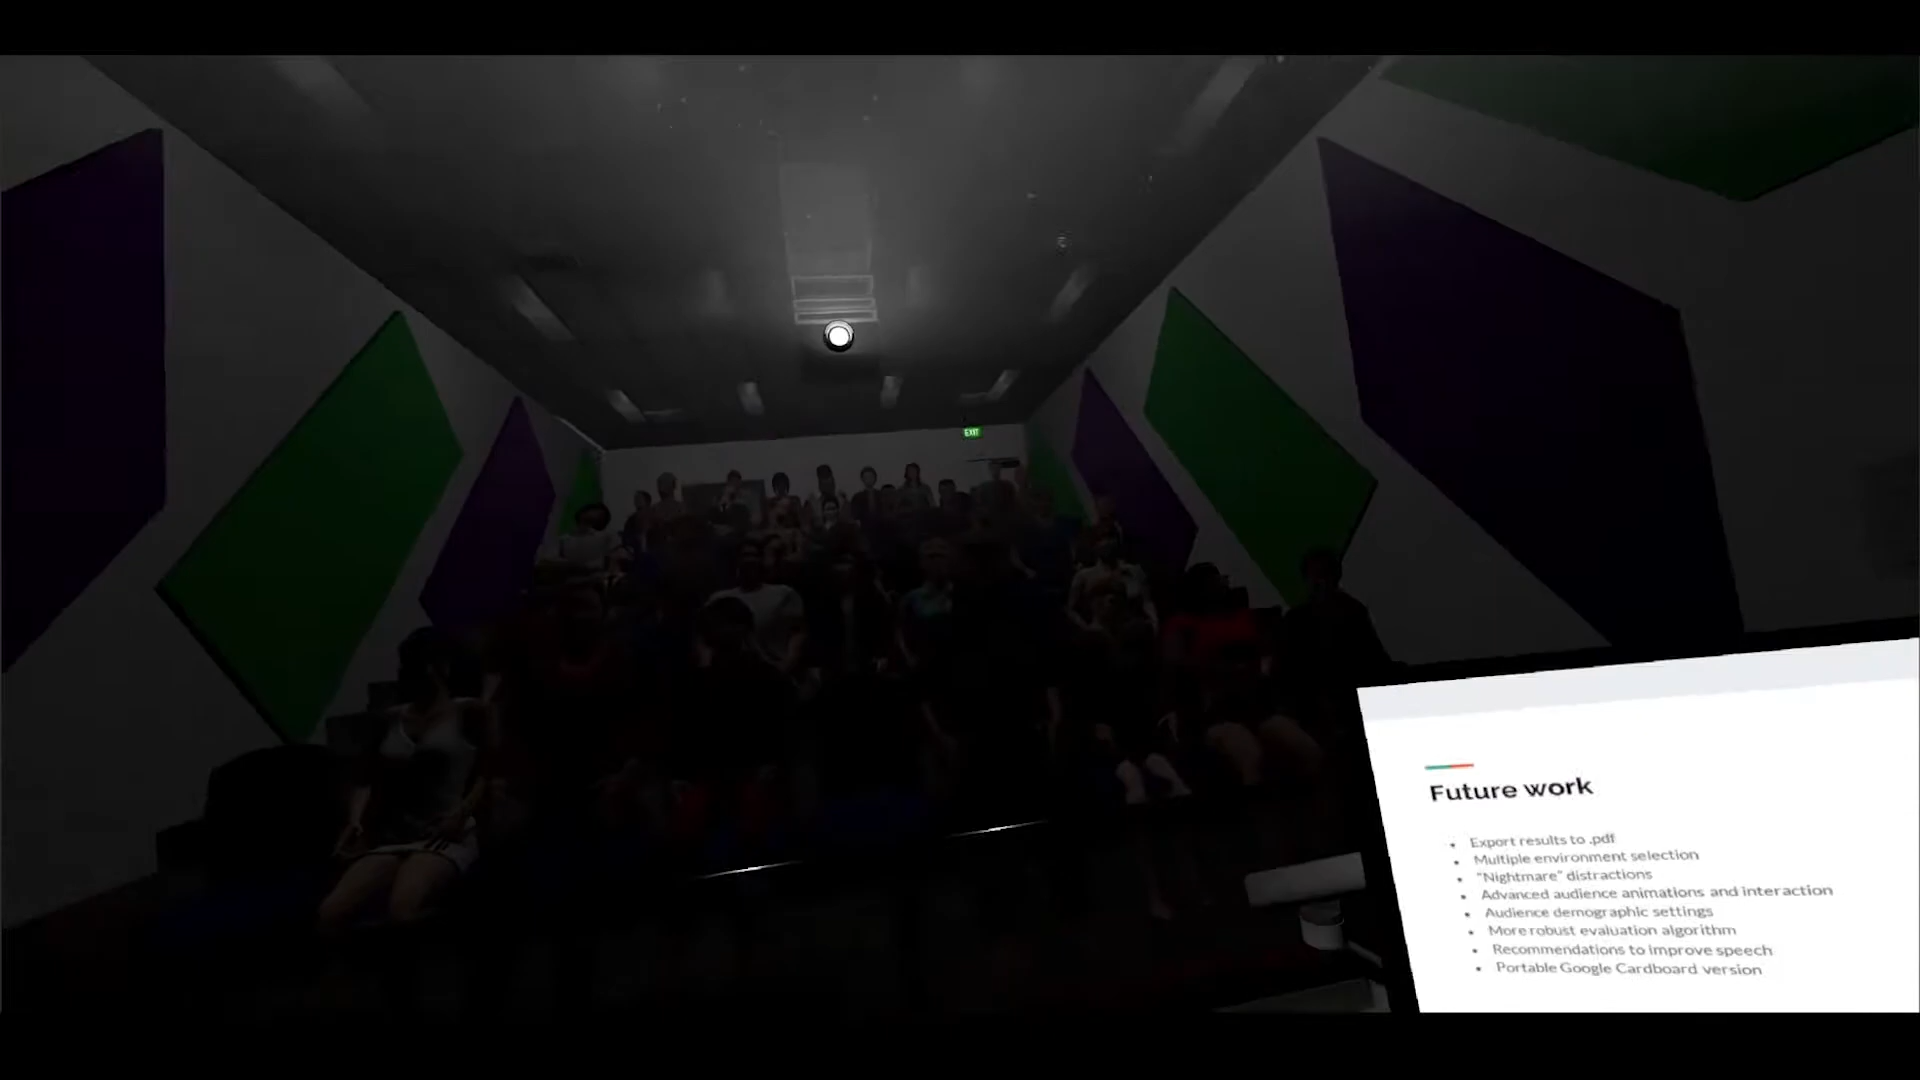 EXIT
Future work
Export results to .pdf
Multiple environment selection
"Nightmare" distractions
Advanced audience animations and interaction
Audience demographic settings
More robust evaluation algorithm
Recommendations to improve speech
Portable Google Cardboard version